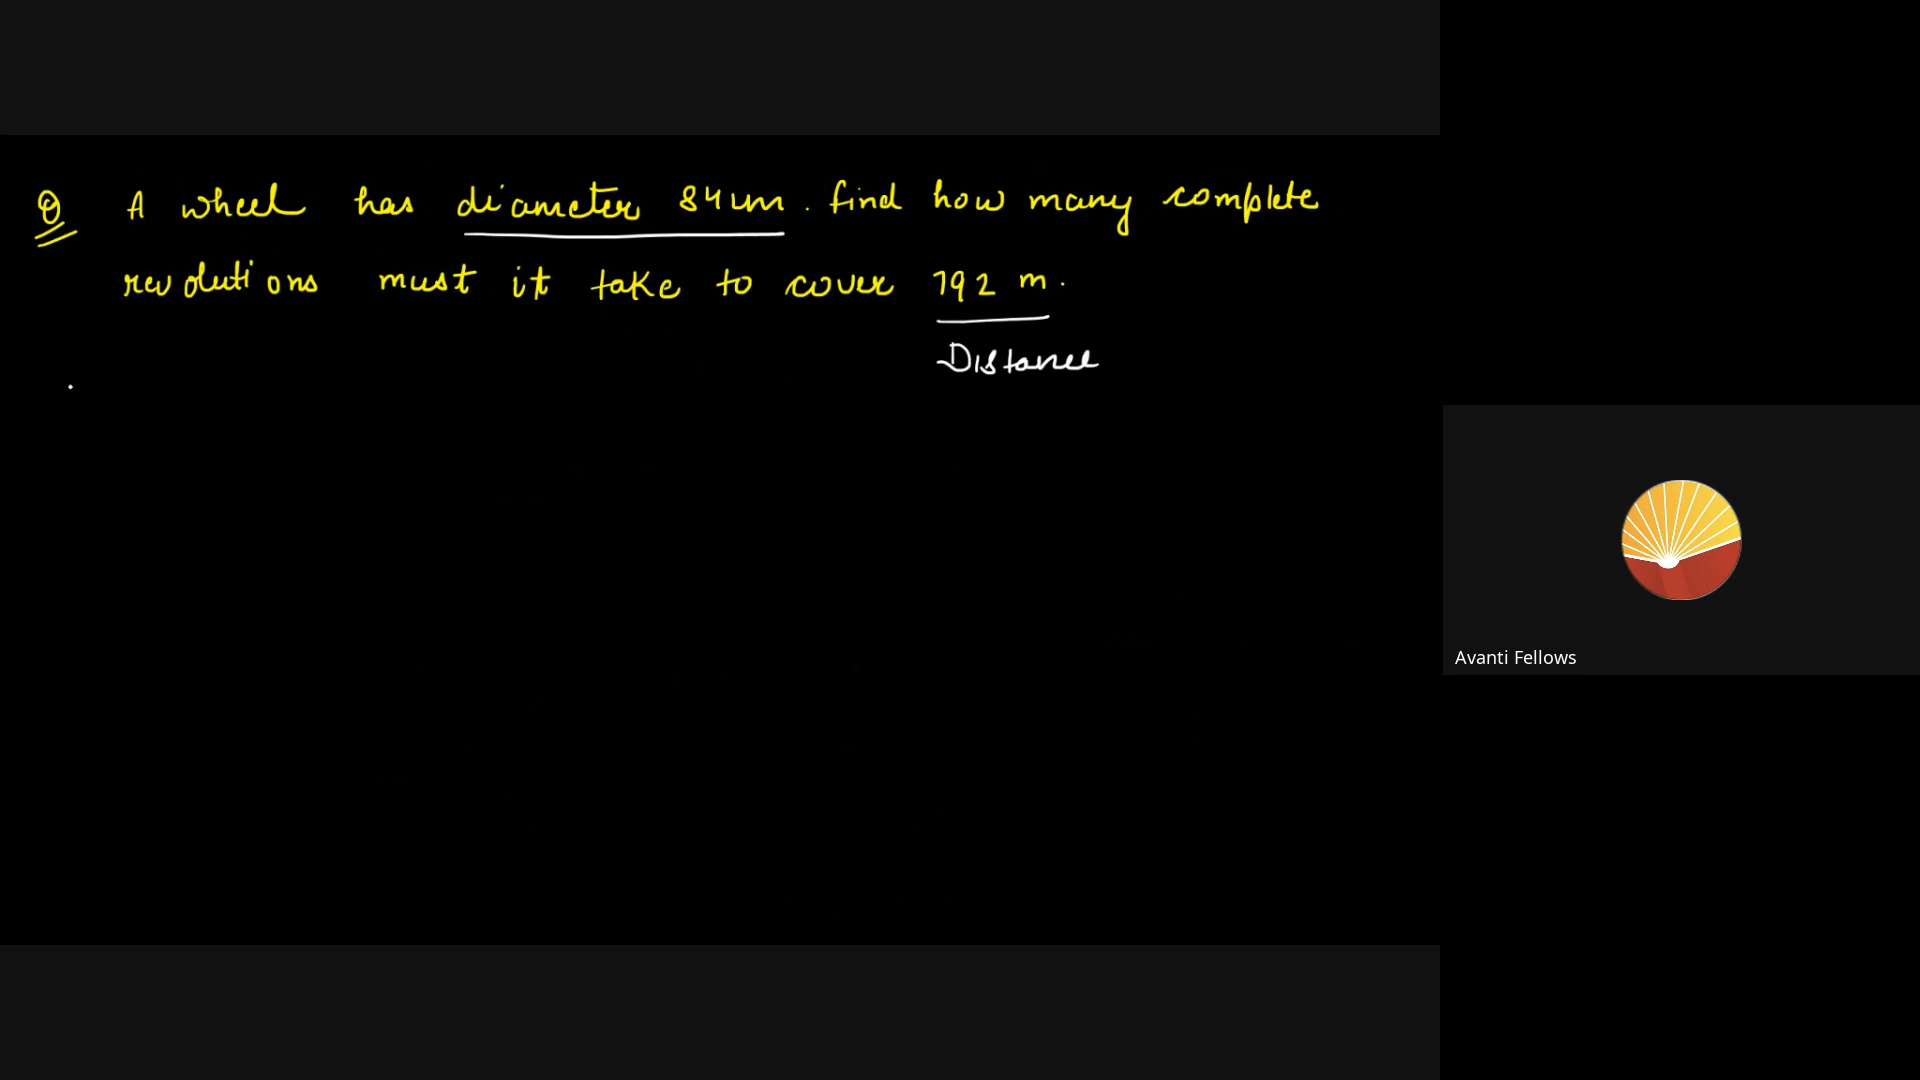 Q A wheel has diameter 84cm. find how many complete
revolutions must it take to cover 792 m.
Distance
Avanti Fellows